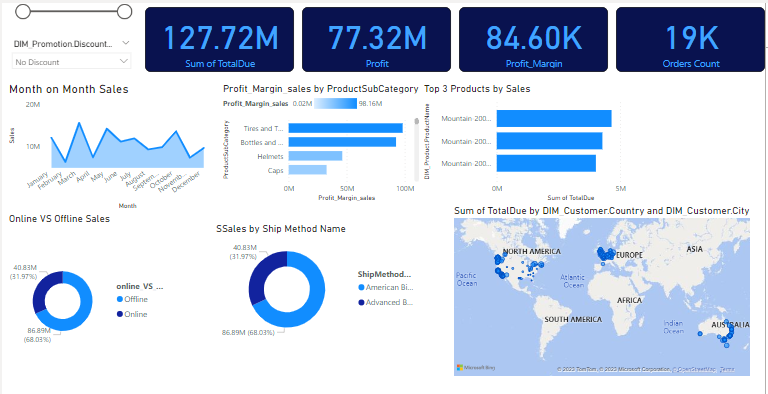 DIM_Promotion.Discount...
No Discount
127.72M
Sum of TotalDue
77.32M
Profit
84.60K
Profit_Margin
19K
Orders Count
Month on Month Sales
20M
10M
Sales
January
February
March
April
May
June
July
August
Septem...
October
Novemb...
December
Month
Profit_Margin_sales by ProductSubCategory
Profit_Margin_sales 0.02M 98.16M
ProductSubCategory
Tires and T...
Bottles and ...
Helmets
Caps
0M 50M 100M
Profit_Margin_sales
Top 3 Products by Sales
DIM_Product.ProductName
Mountain 200...
Mountain 200...
Mountain 200...
0M 5M
Sum of TotalDue
Online VS Offline Sales
40.83M
(31.97%)
86.89M
(68.03%)
online_VS_...
Offline
Online
SSales by Ship Method Name
40.83M
(31.97%)
86.89M (68.03%)
ShipMethod...
American Bi...
Advanced B...
Sum of TotalDue by DIM_Customer.Country and DIM_Customer.City
NORTH AMERICA
EUROPE
ASIA
Pacific
Ocean
Atlantic
Ocean
AFRICA
SOUTH AMERICA
Indian
Ocean
AUSTRALIA
Microsoft Bing
© 2023 TomTom, © 2023 Microsoft Corporation, © OpenStreetMap Terms